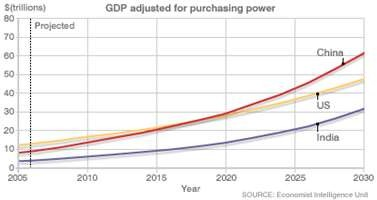 $(trillions) GDP adjusted for purchasing power
80
Projected
70
60
China
50
40
US
30
20
India
10
0
2005 2010 2015 2020 2025 2030
Year
SOURCE: Economist Intelligence Unit